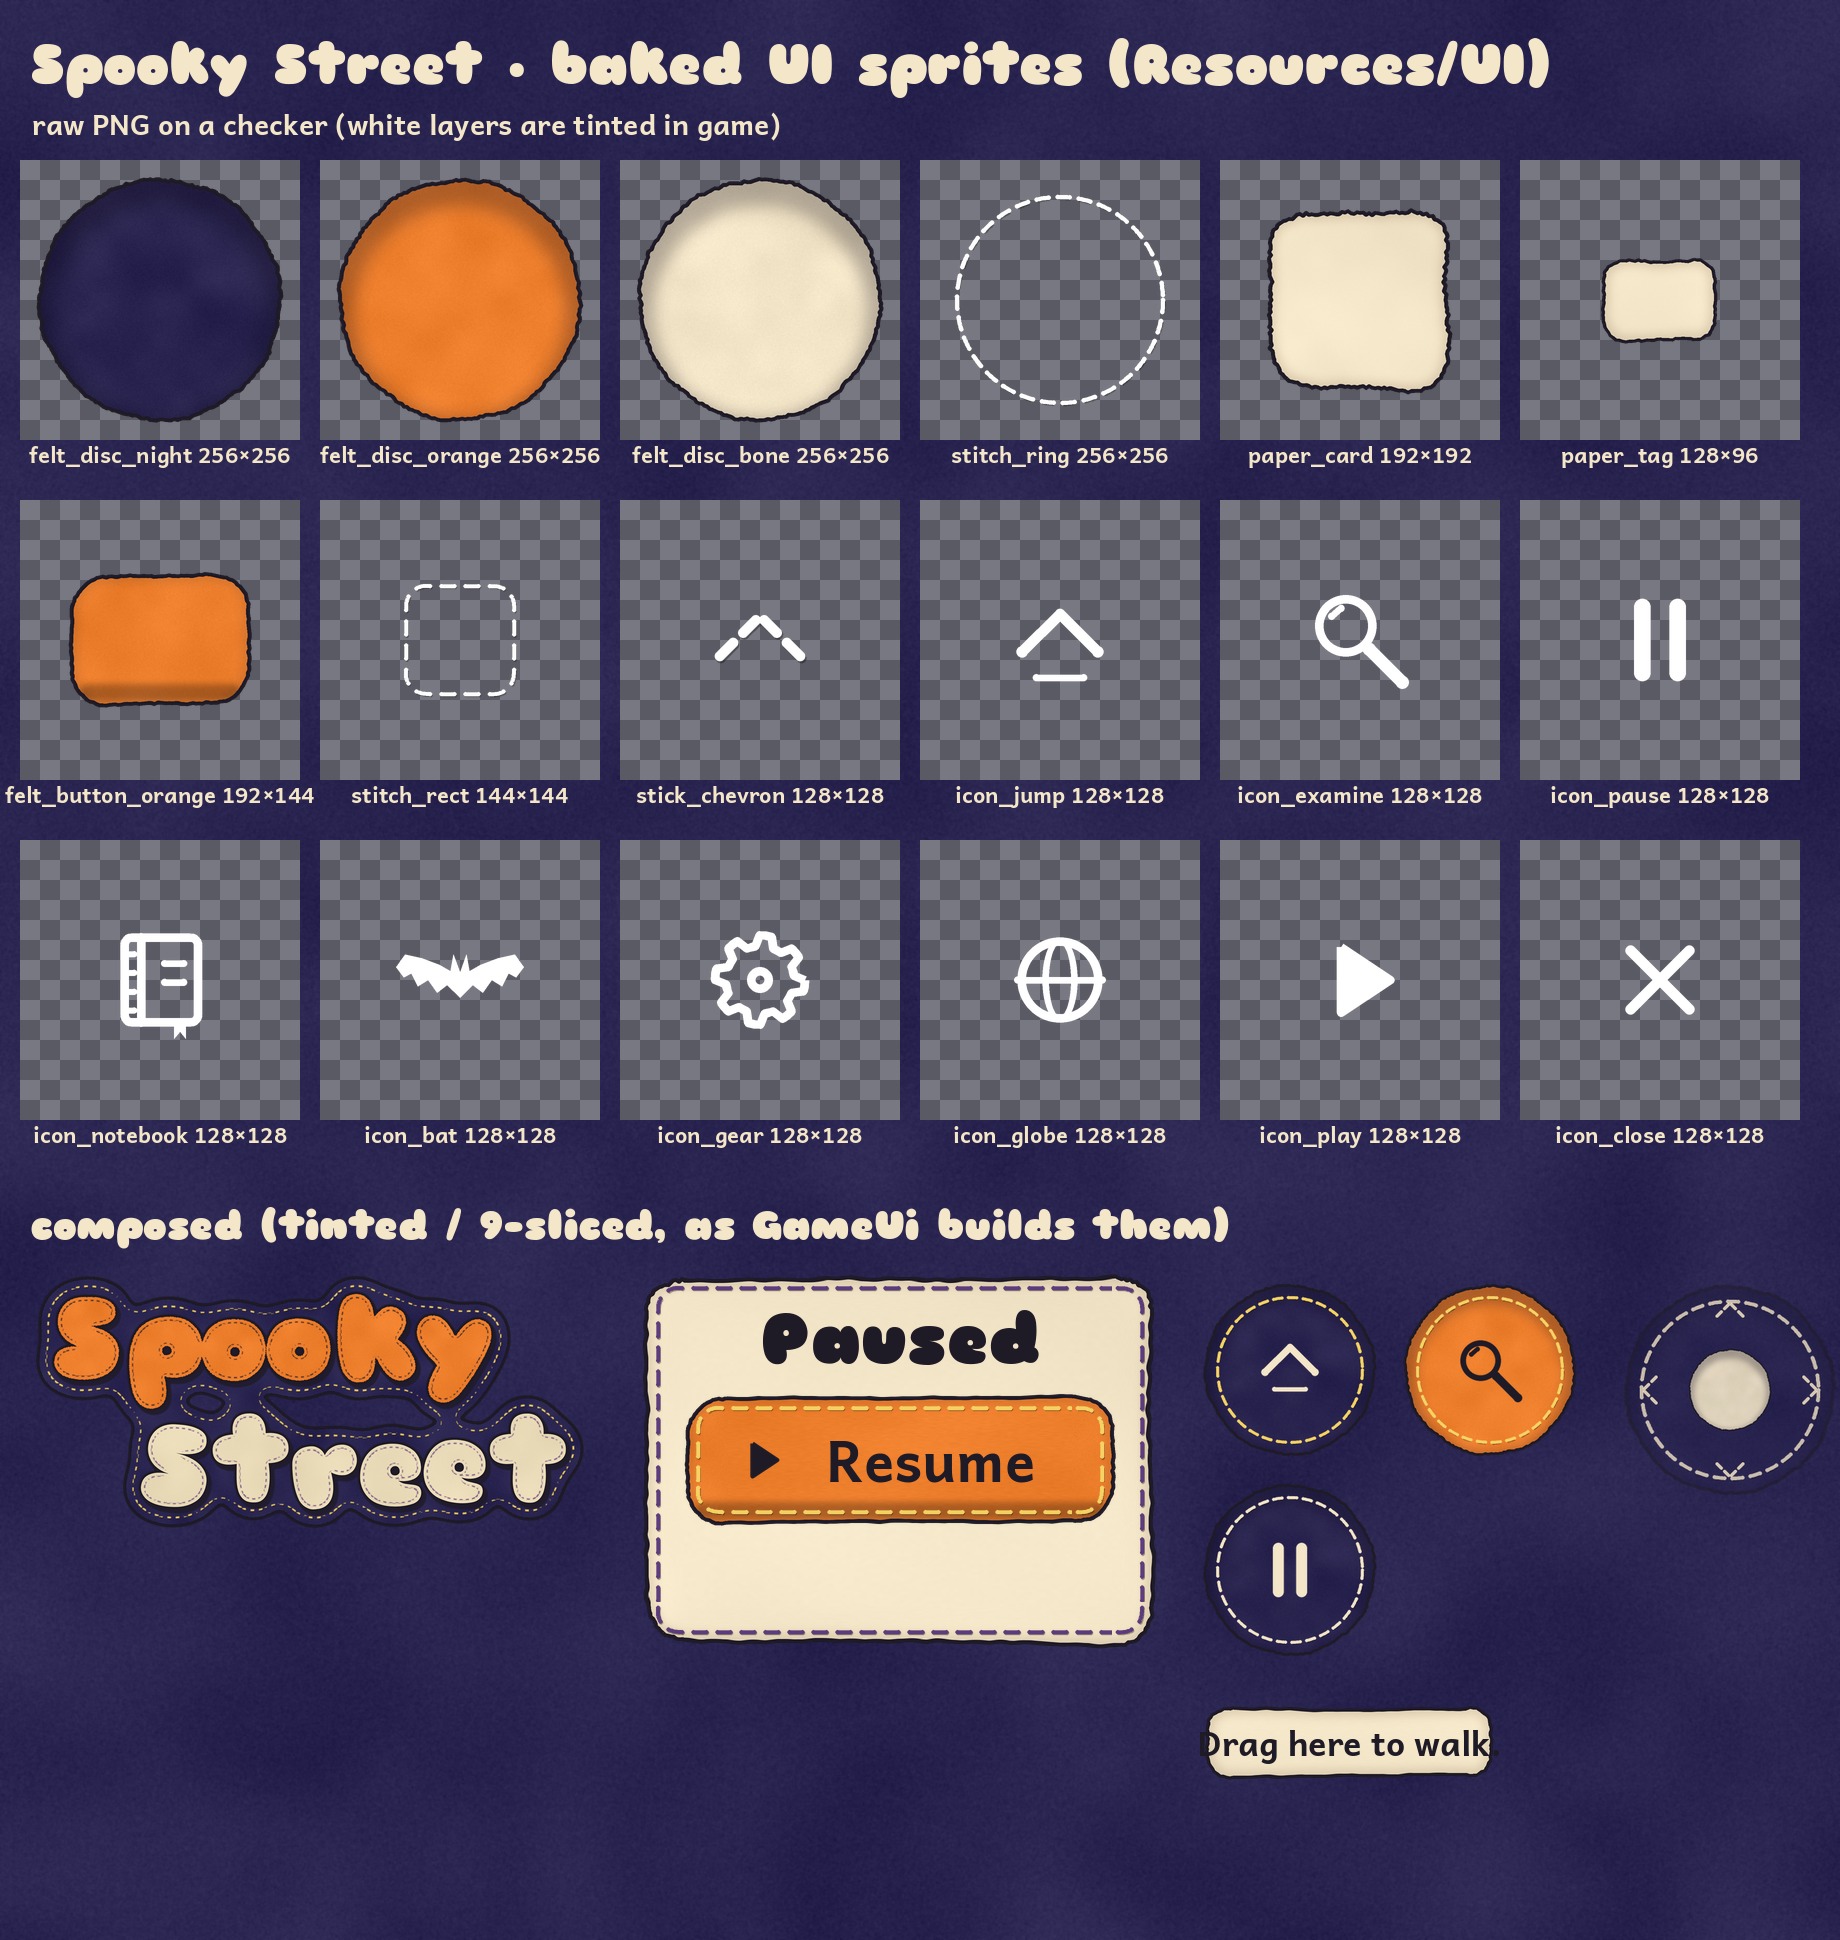 Spooky Street • baked UI sprites (Resources/UI)
raw PNG on a checker (white layers are tinted in game)
felt_disc_night 256×256
felt_disc_orange 256×256
felt_disc_bone 256×256
stitch_ring 256×256
paper_card 192×192
paper_tag 128×96
felt_button_orange 192×144
stitch_rect 144×144
stick_chevron 128×128
icon_jump 128×128
icon_examine 128×128
icon_pause 128×128
icon_notebook 128×128
icon_bat 128×128
icon_gear 128×128
icon_globe 128×128
icon_play 128×128
icon_close 128×128
composed (tinted / 9-sliced, as GameUi builds them)
Spooky
Street
Paused
Resume
Drag here to walk.